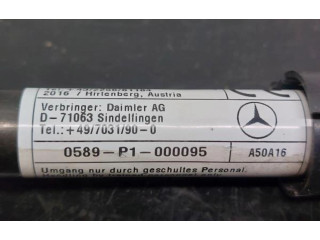 2016 / Hirtenberg, Austria
Verbringer: Daimler AG
D-71063 Sindelfingen
Tel.: +49/7031/90-0
0589-P1-000095
A50A16
Umgang nur durch geschultes Personal.